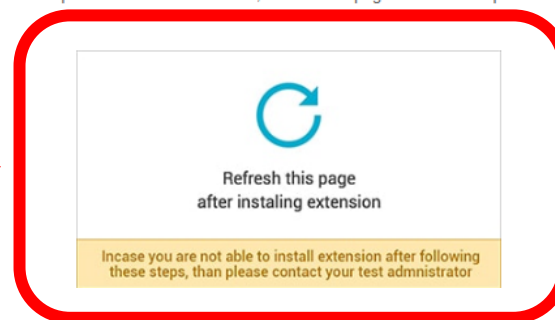 Refresh this page
after instaling extension
Incase you are not able to install extension after following
these steps, than please contact your test admnistrator